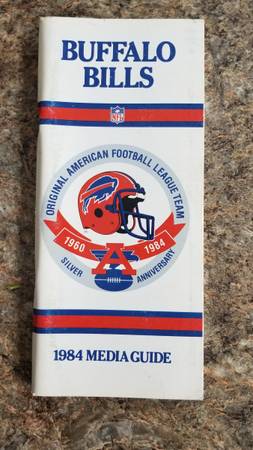 BUFFALO
BILLS
NFL
ORIGINAL AMERICAN FOOTBALL LEAGUE TEAM
1960 1984
A
SILVER ANNIVERSARY
1984 MEDIA GUIDE